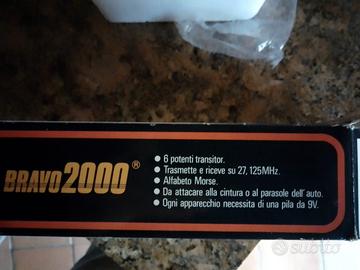 BRAVO2000®
• 6 potenti transitor.
• Trasmette e riceve su 27,125MHz.
• Alfabeto Morse.
• Da attacare alla cintura o al parasole dell'auto.
• Ogni apparecchio necessita di una pila da 9V.
subito